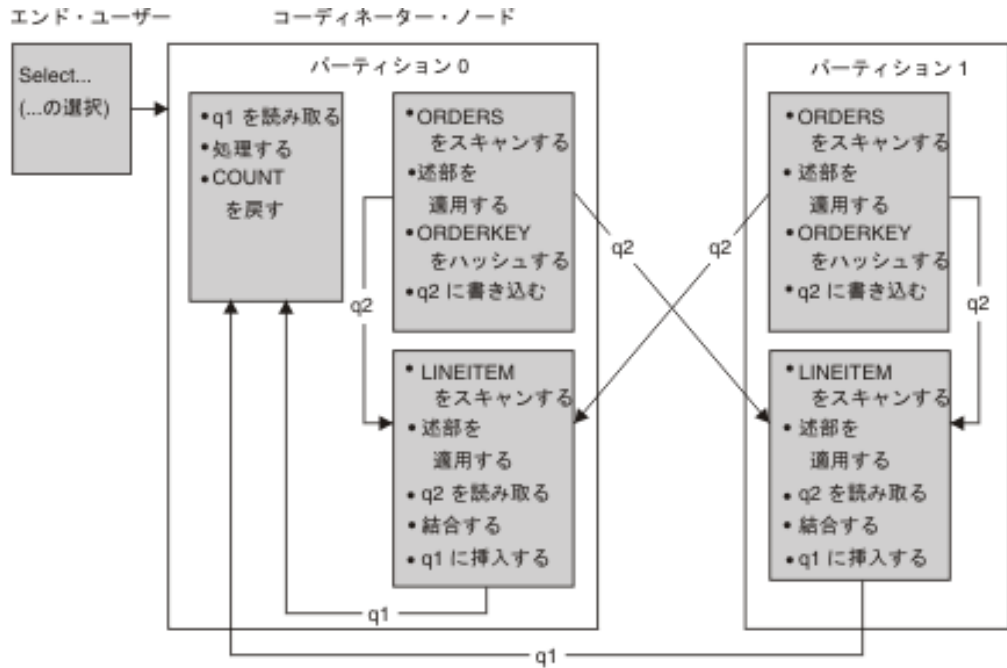 エンド・ユーザー
コーディネーター・ノード
Select...
(...の選択)
パーティション 0
• q1 を読み取る
• 処理する
• COUNT
を戻す
• ORDERS
をスキャンする
• 述部を
適用する
• ORDERKEY
をハッシュする
• q2 に書き込む
q2
• LINEITEM
をスキャンする
• 述部を
適用する
• q2 を読み取る
• 結合する
• q1 に挿入する
q1
q2
q2
パーティション 1
• ORDERS
をスキャンする
• 述部を
適用する
• ORDERKEY
をハッシュする
• q2 に書き込む
q2
• LINEITEM
をスキャンする
• 述部を
適用する
• q2 を読み取る
• 結合する
• q1 に挿入する
q1